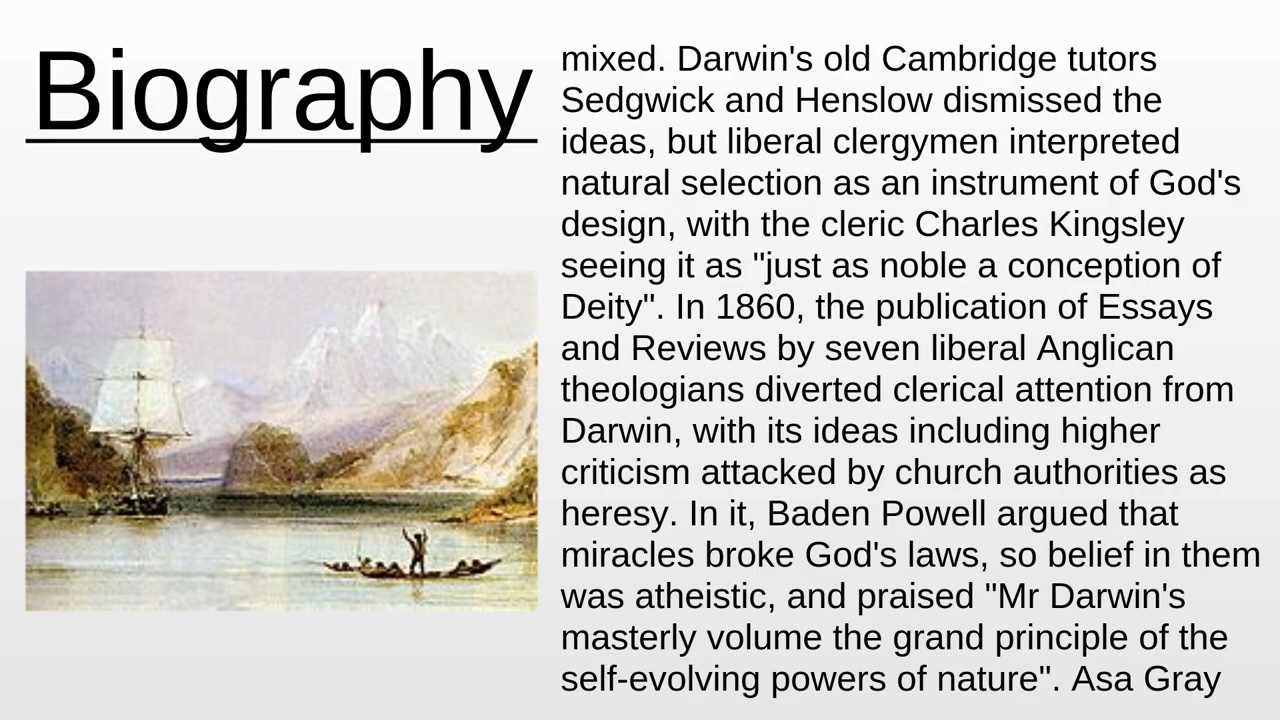 Biography
mixed. Darwin's old Cambridge tutors
Sedgwick and Henslow dismissed the
ideas, but liberal clergymen interpreted
natural selection as an instrument of God's
design, with the cleric Charles Kingsley
seeing it as "just as noble a conception of
Deity". In 1860, the publication of Essays
and Reviews by seven liberal Anglican
theologians diverted clerical attention from
Darwin, with its ideas including higher
criticism attacked by church authorities as
heresy. In it, Baden Powell argued that
miracles broke God's laws, so belief in them
was atheistic, and praised "Mr Darwin's
masterly volume the grand principle of the
self-evolving powers of nature". Asa Gray